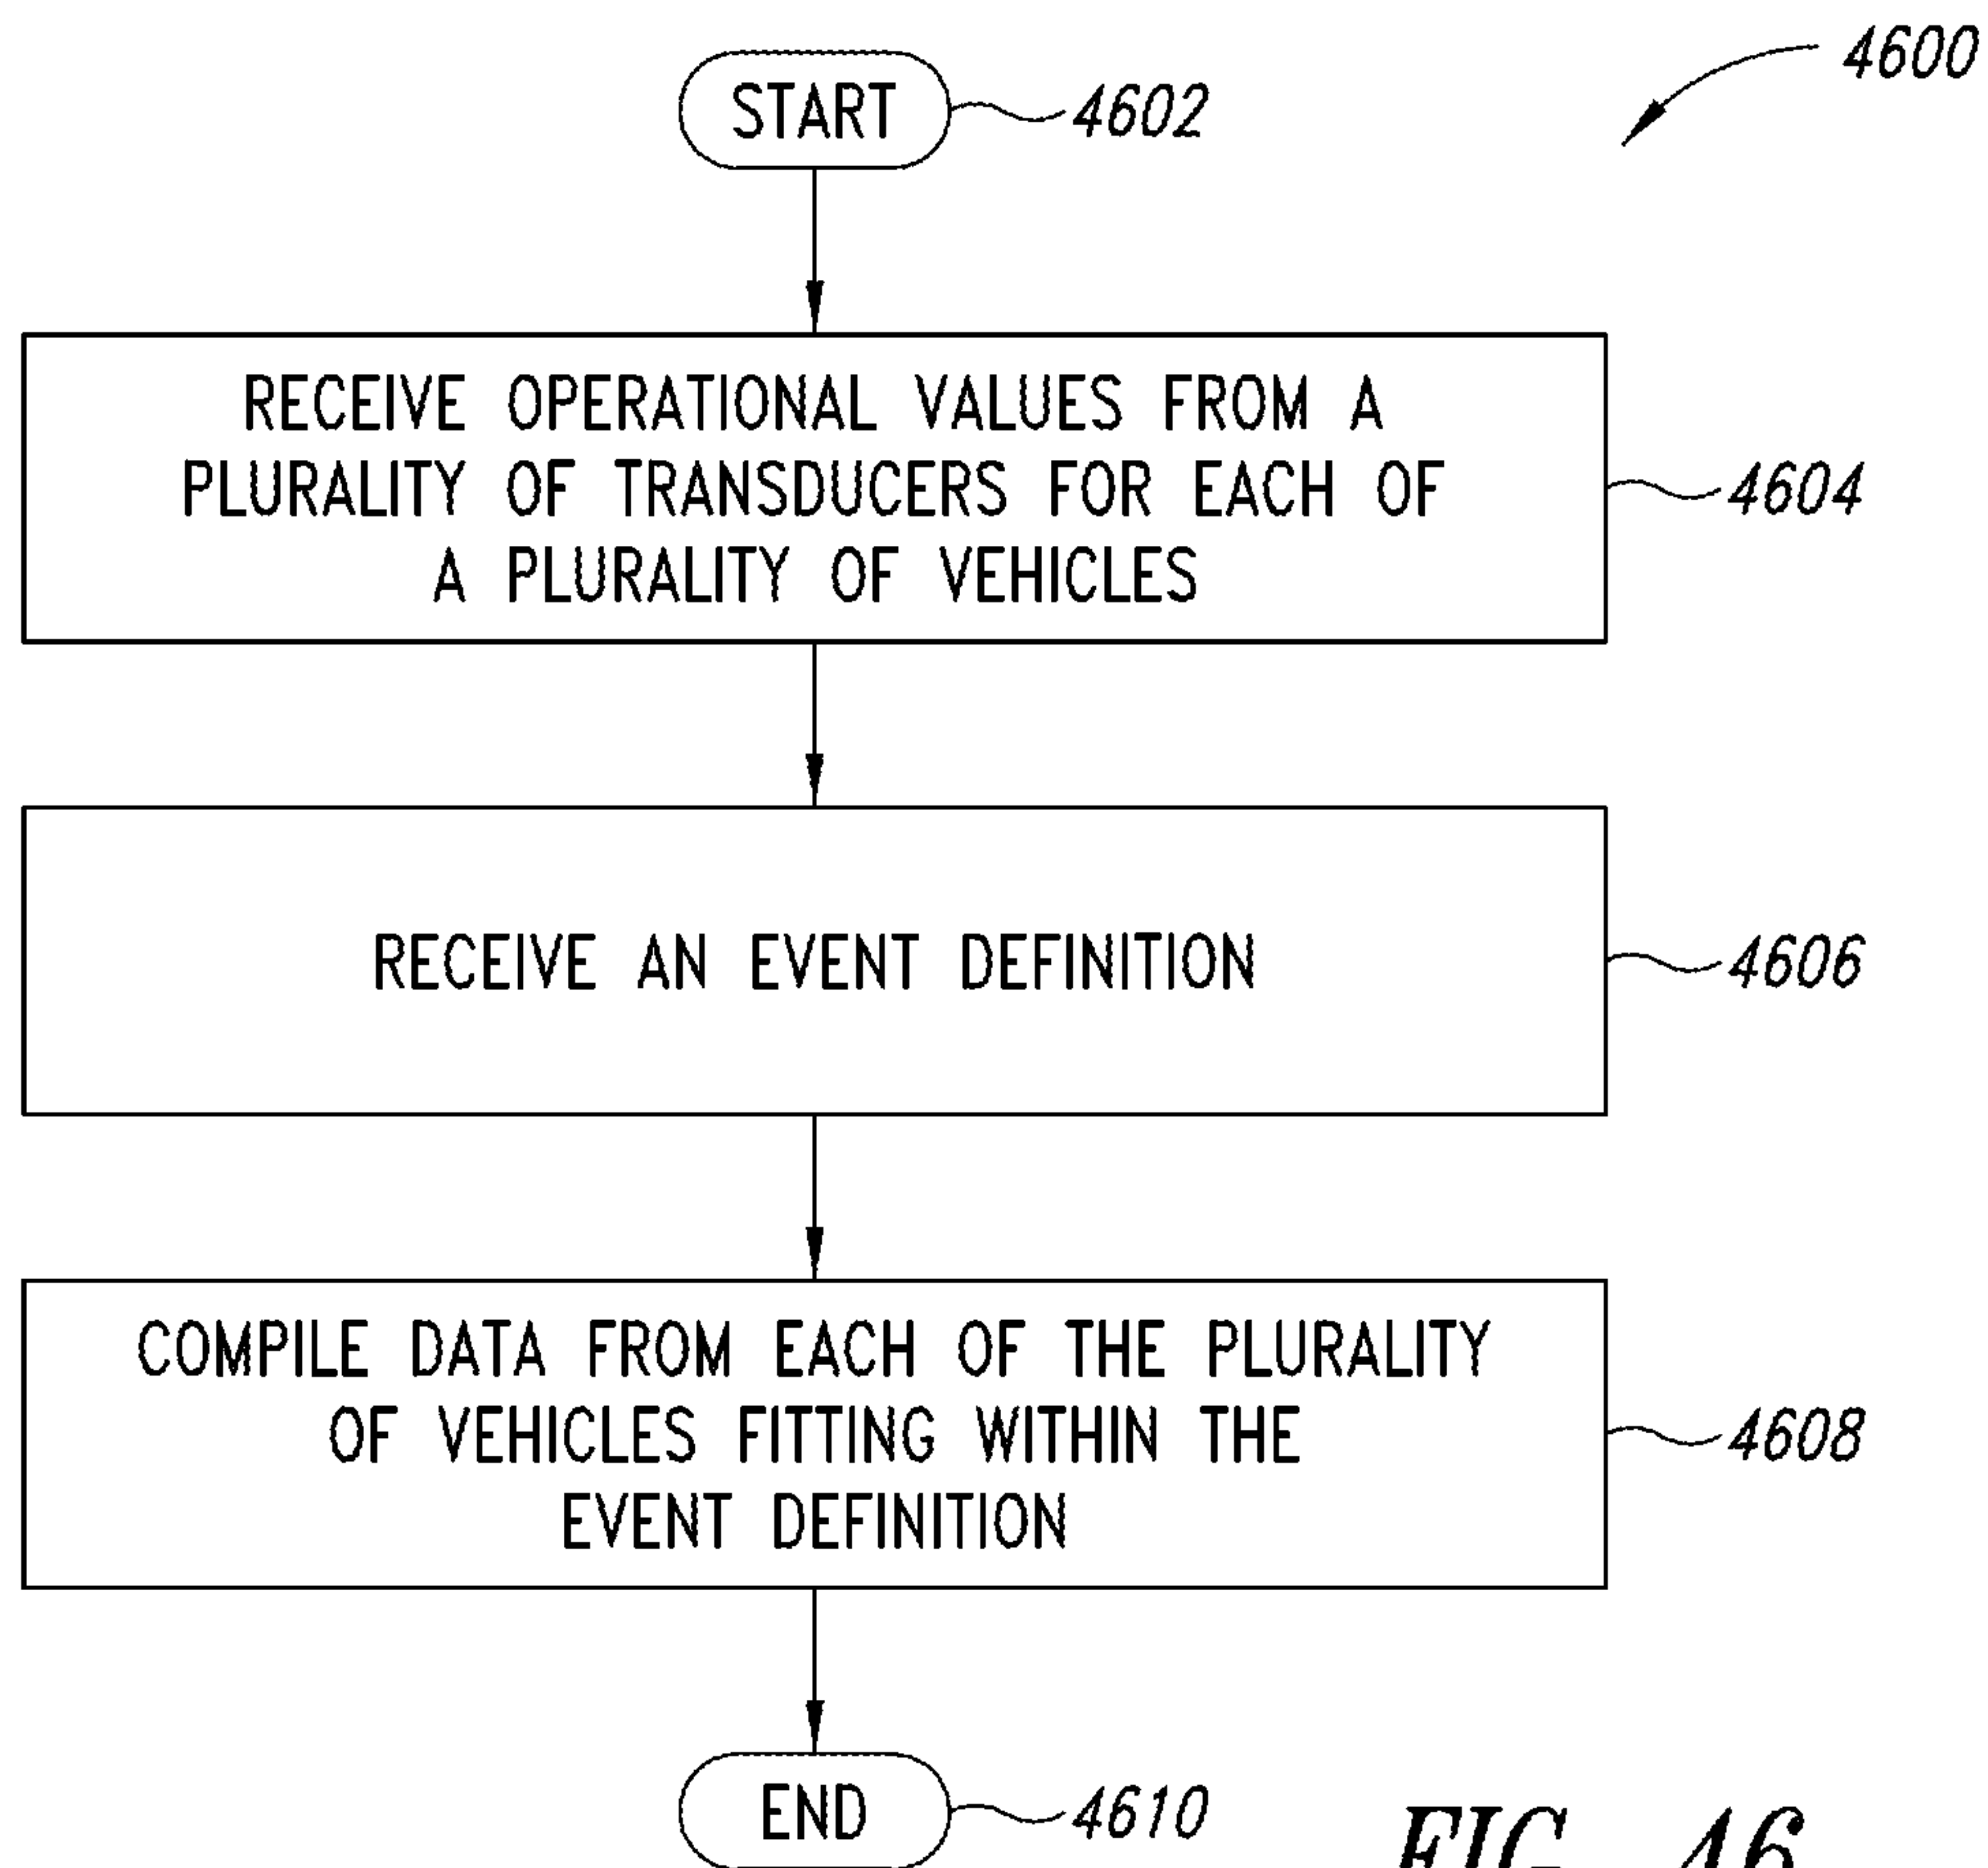 4600
START
4602
RECEIVE OPERATIONAL VALUES FROM A
PLURALITY OF TRANSDUCERS FOR EACH OF
A PLURALITY OF VEHICLES
4604
RECEIVE AN EVENT DEFINITION
4606
COMPILE DATA FROM EACH OF THE PLURALITY
OF VEHICLES FITTING WITHIN THE
EVENT DEFINITION
4608
END
4610
FIG. 46